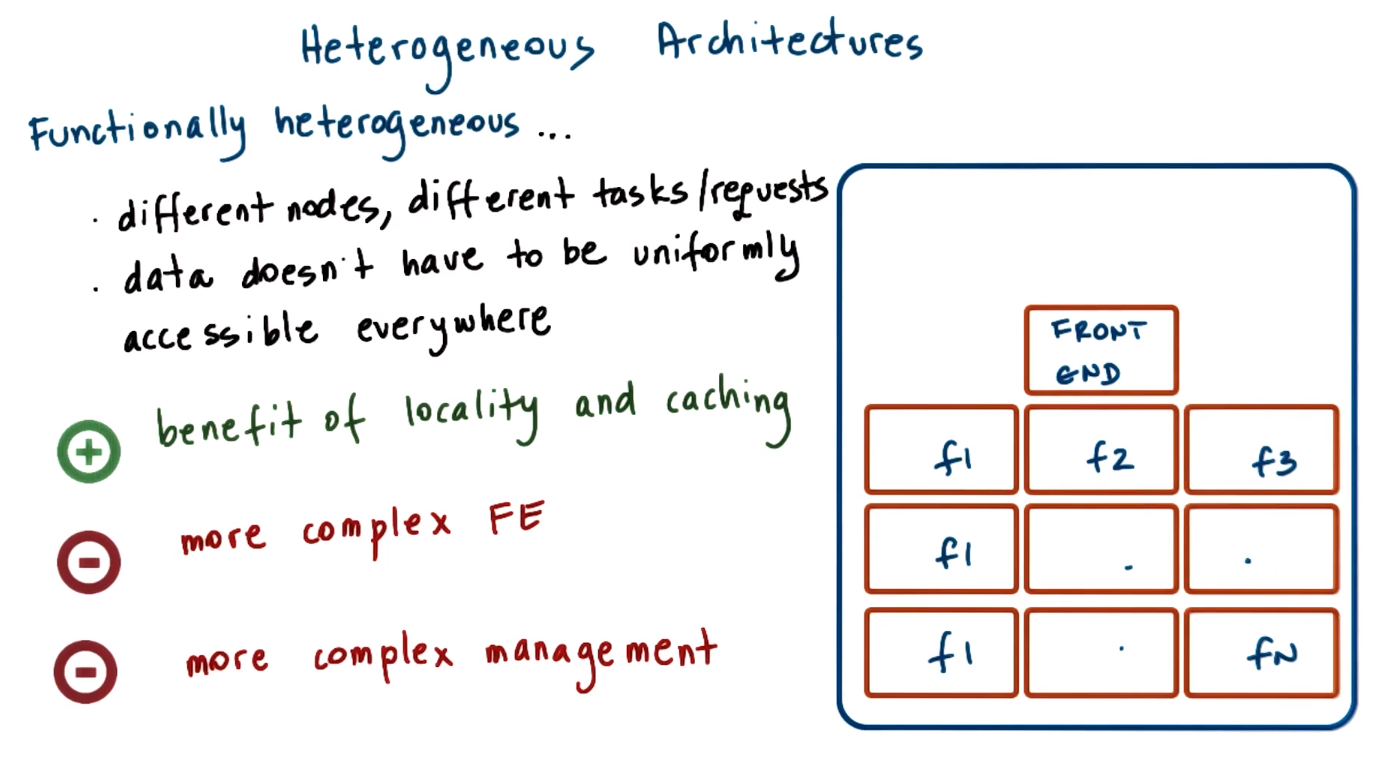 Heterogeneous Architectures
Functionally heterogeneous ...
· different nodes, different tasks/requests
· data doesn't have to be uniformly
accessible everywhere
+ benefit of locality and caching
- more complex FE
- more complex management
FRONT
END
f1 f2 f3
f1 . .
f1 . fN